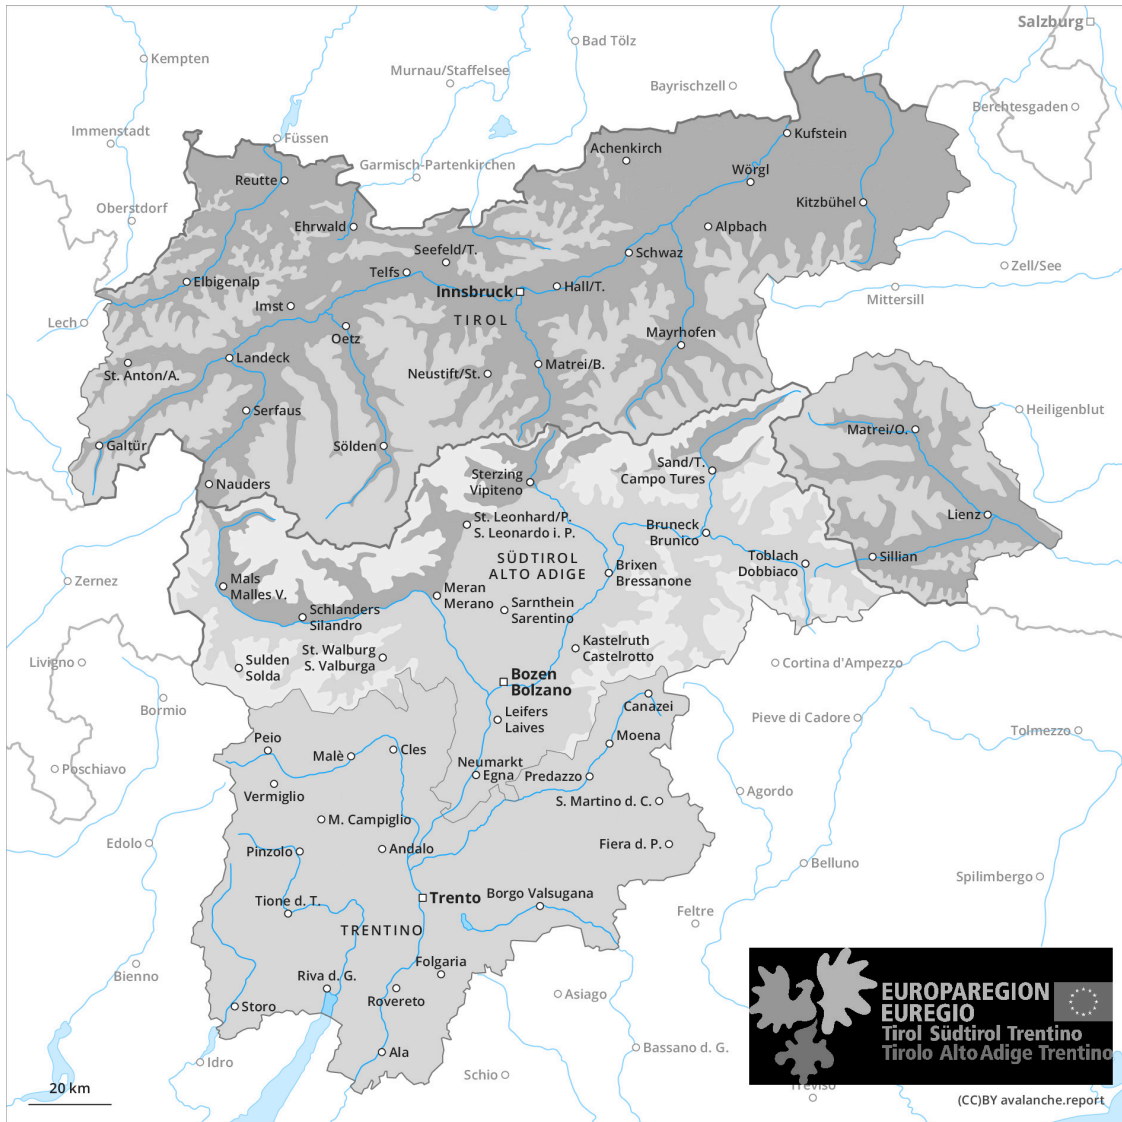 Salzburg
Bad Tölz
Kempten
Murnau/Staffelsee
Bayrischzell
Berchtesgaden
Immenstadt
Füssen
Kufstein
Achenkirch
Garmisch-Partenkirchen
Wörgl
Reutte
Kitzbühel
Oberstdorf
Ehrwald
Alpbach
Seefeld/T.
Schwaz
Zell/See
Telfs
Elbigenalp
Hall/T.
Innsbruck
Mittersill
Imst
TIROL
Lech
Oetz
Mayrhofen
Landeck
Matrei/B.
St. Anton/A.
Neustift/St.
Serfaus
Heiligenblut
Matrei/O.
Galtür
Sölden
Sand/T.
Campo Tures
Sterzing
Vipiteno
Nauders
St. Leonhard/P.
S. Leonardo i. P.
Lienz
Bruneck
Brunico
SÜDTIROL
ALTO ADIGE
Toblach
Dobbiaco
Sillian
Brixen
Bressanone
Zernez
Mals
Malles V.
Meran
Merano
Sarnthein
Sarentino
Schlanders
Silandro
Kastelruth
Castelrotto
St. Walburg
S. Valburga
Livigno
Sulden
Solda
Cortina d'Ampezzo
Bozen
Bolzano
Bormio
Canazei
Leifers
Laives
Pieve di Cadore
Tolmezzo
Peio
Moena
Malè
Cles
Neumarkt
Egna
Predazzo
Poschiavo
Vermiglio
Agordo
S. Martino d. C.
M. Campiglio
Edolo
Fiera d. P.
Pinzolo
Andalo
Belluno
Spilimbergo
Trento
Borgo Valsugana
Tione d. T.
Feltre
TRENTINO
Folgaria
Bienno
Riva d. G.
Rovereto
Asiago
Storo
EUROPAREGION
EUREGIO
Tirol Südtirol Trentino
Tirolo Alto Adige Trentino
Ala
Bassano d. G.
Idro
Schio
Treviso
20 km
(CC)BY avalanche.report